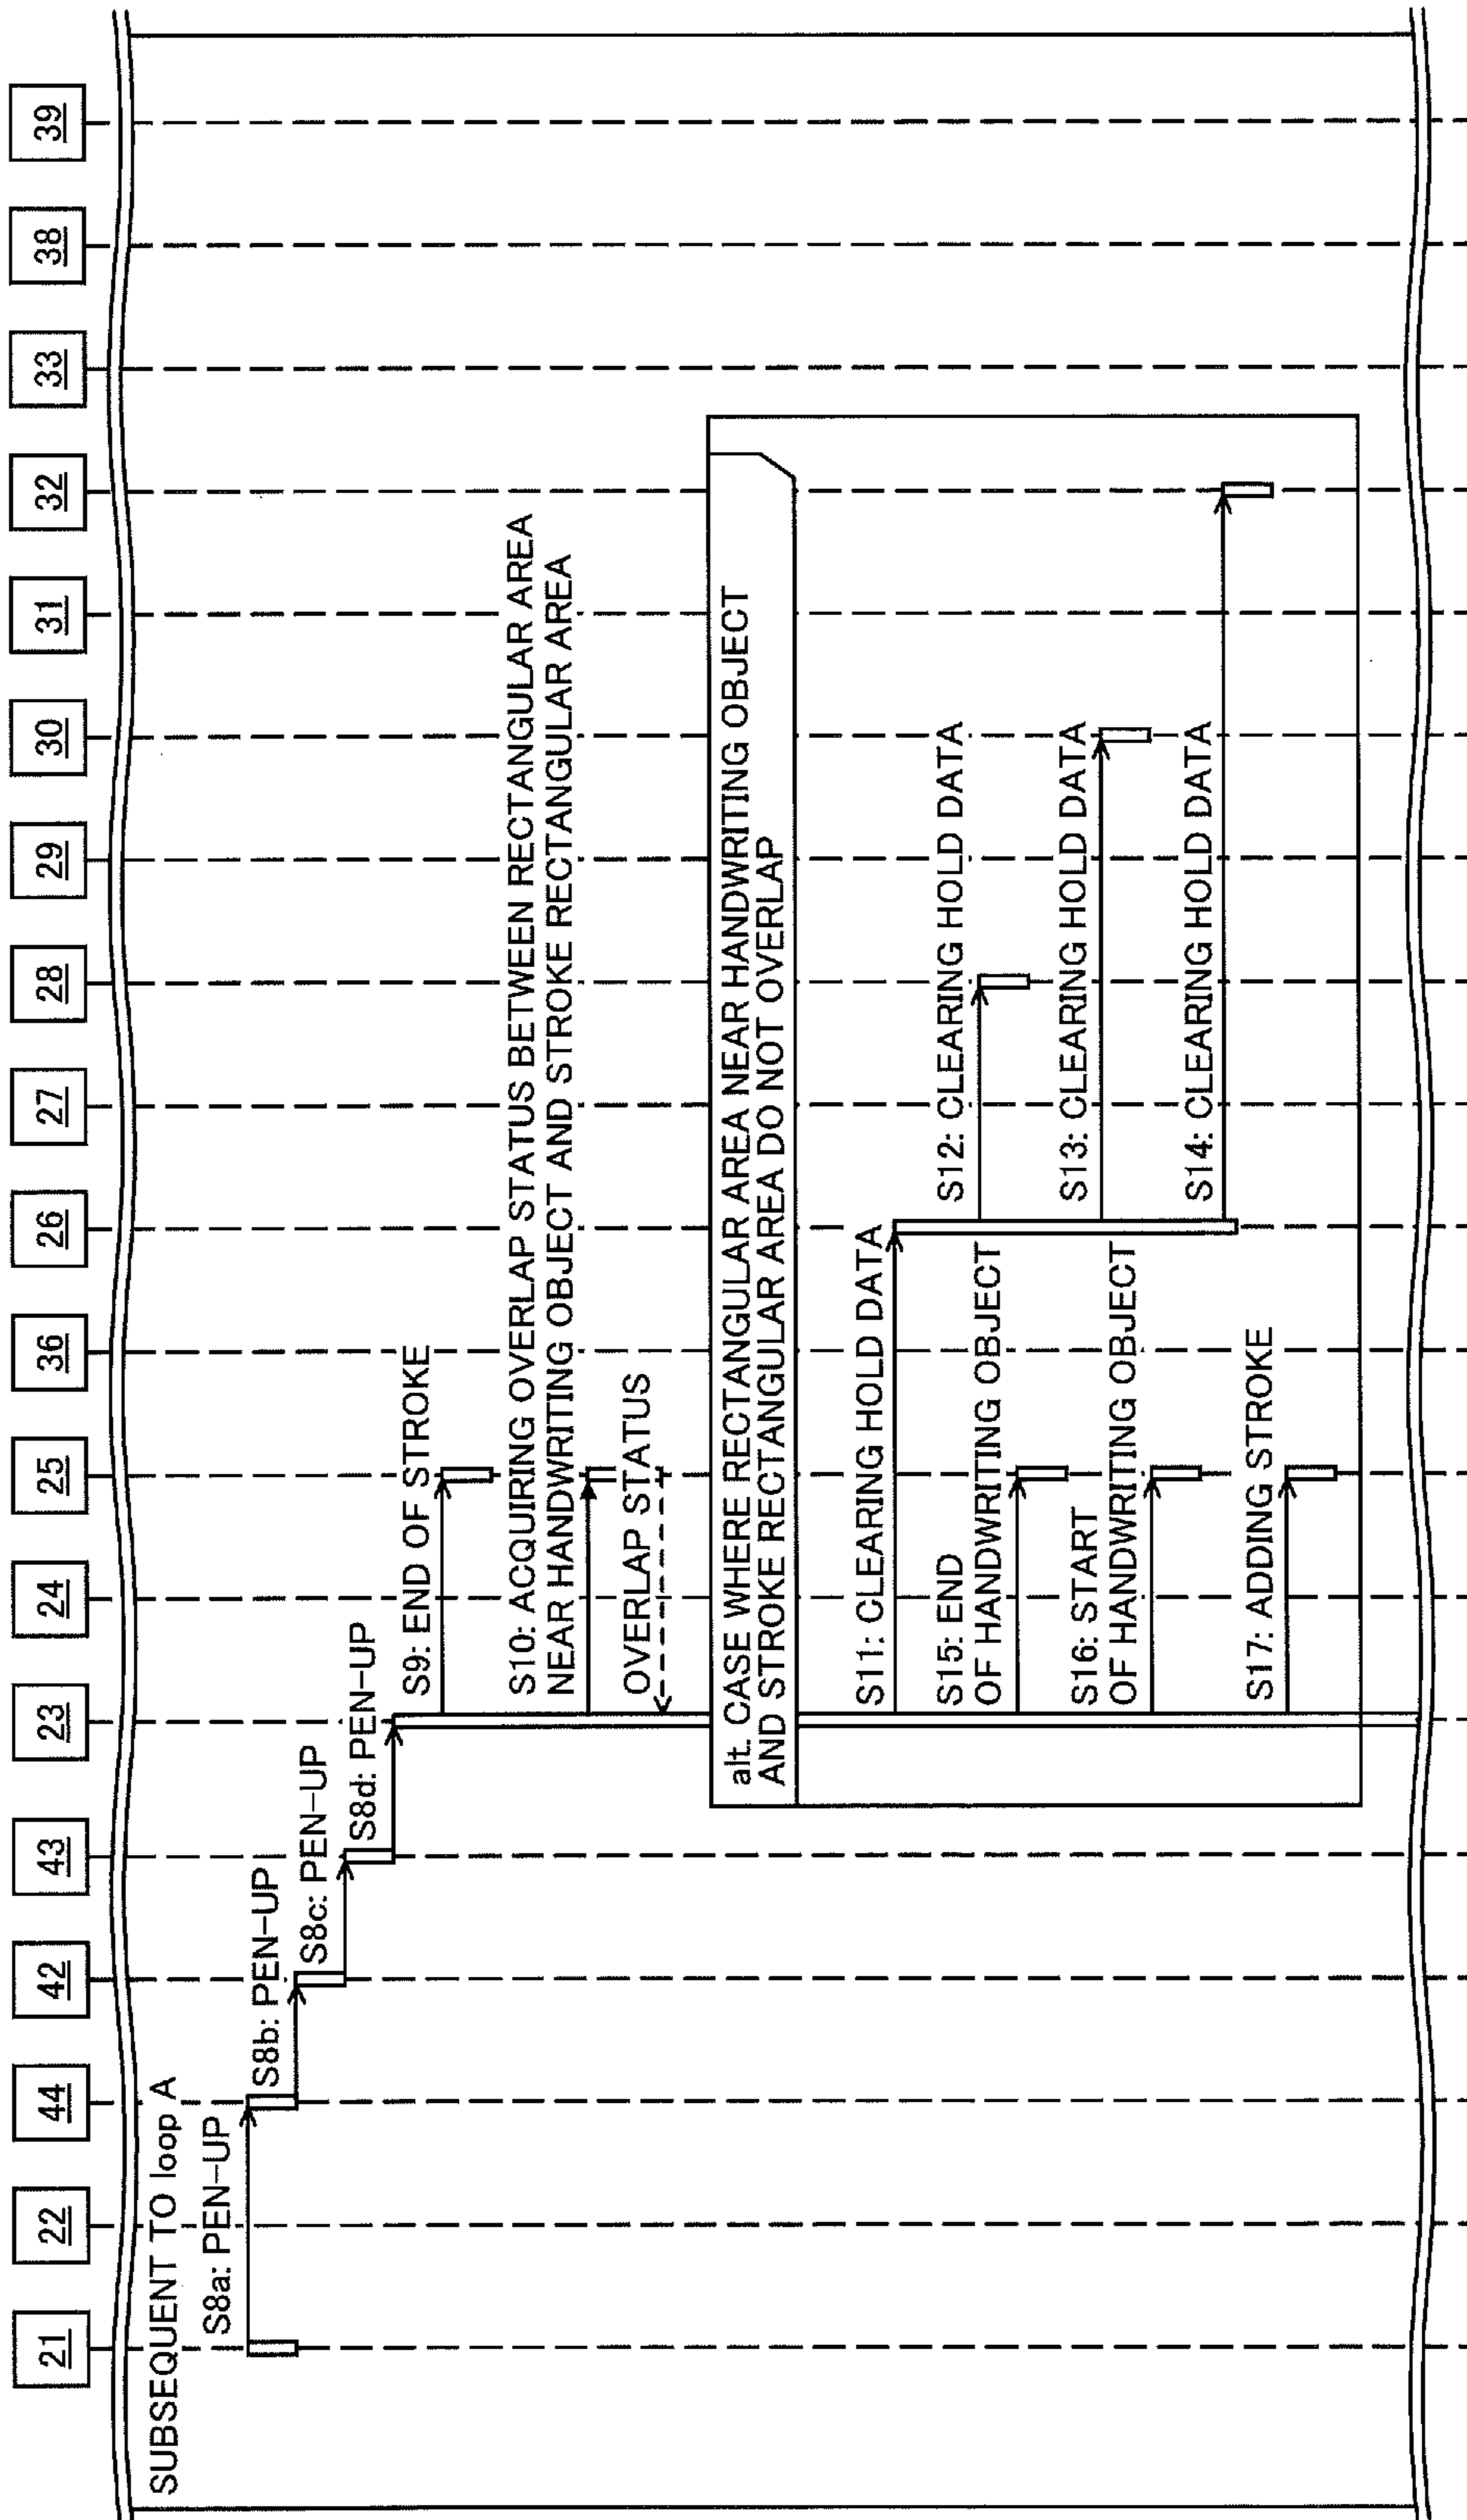 21 22 44 42 43 23 24 25 36 26 27 28 29 30 31 32 33 38 39
SUBSEQUENT TO loop A
S8a: PEN-UP
S8b: PEN-UP
S8c: PEN-UP
S8d: PEN-UP
S9: END OF STROKE
S10: ACQUIRING OVERLAP STATUS BETWEEN RECTANGULAR AREA
NEAR HANDWRITING OBJECT AND STROKE RECTANGULAR AREA
OVERLAP STATUS
alt. CASE WHERE RECTANGULAR AREA NEAR HANDWRITING OBJECT
AND STROKE RECTANGULAR AREA DO NOT OVERLAP
S11: CLEARING HOLD DATA
S12: CLEARING HOLD DATA
S15: END
OF HANDWRITING OBJECT
S13: CLEARING HOLD DATA
S16: START
OF HANDWRITING OBJECT
S14: CLEARING HOLD DATA
S17: ADDING STROKE